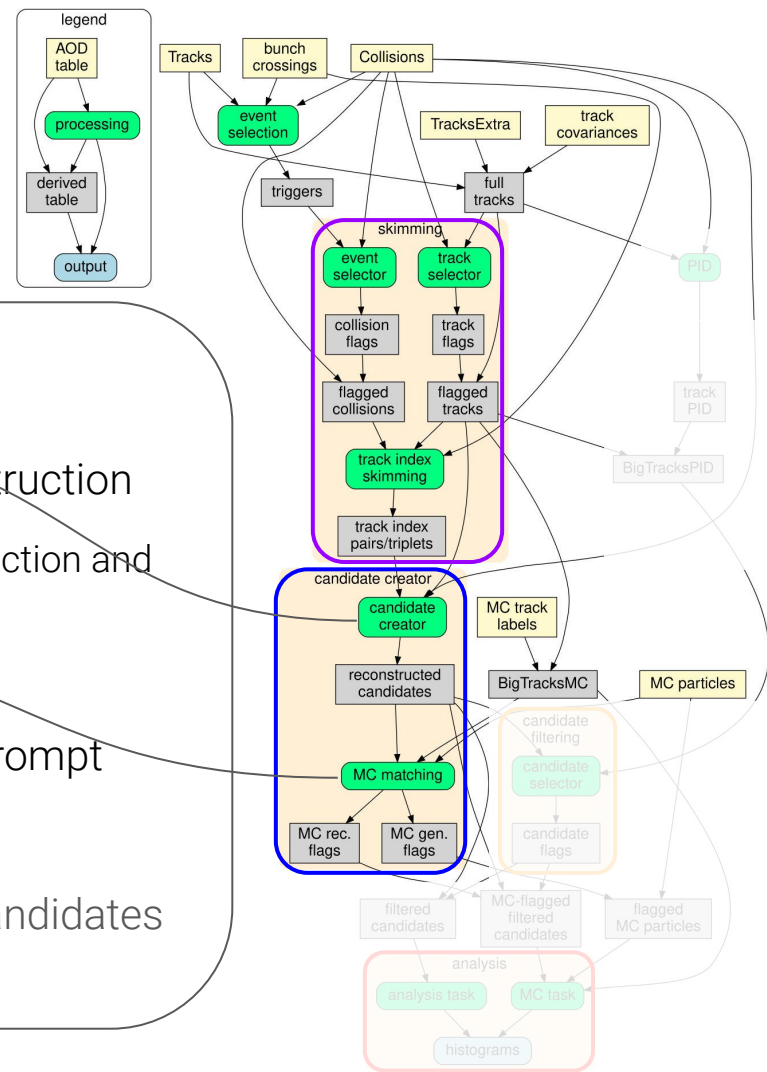 legend
AOD
table
processing
derived
table
output
Tracks
bunch
crossings
Collisions
event
selection
TracksExtra
track
covariances
triggers
full
tracks
skimming
event
selector
track
selector
PID
collision
flags
track
flags
flagged
collisions
flagged
tracks
track
PID
track index
skimming
BigTracksPID
track index
pairs/triplets
candidate creator
candidate
creator
MC track
labels
reconstructed
candidates
BigTracksMC
MC particles
candidate
filtering
MC matching
candidate
selector
MC rec.
flags
MC gen.
flags
candidate
flags
filtered
candidates
MC-flagged
filtered
candidates
flagged
MC particles
analysis
analysis task
MC task
histograms
truction
ction and
rompt
andidates